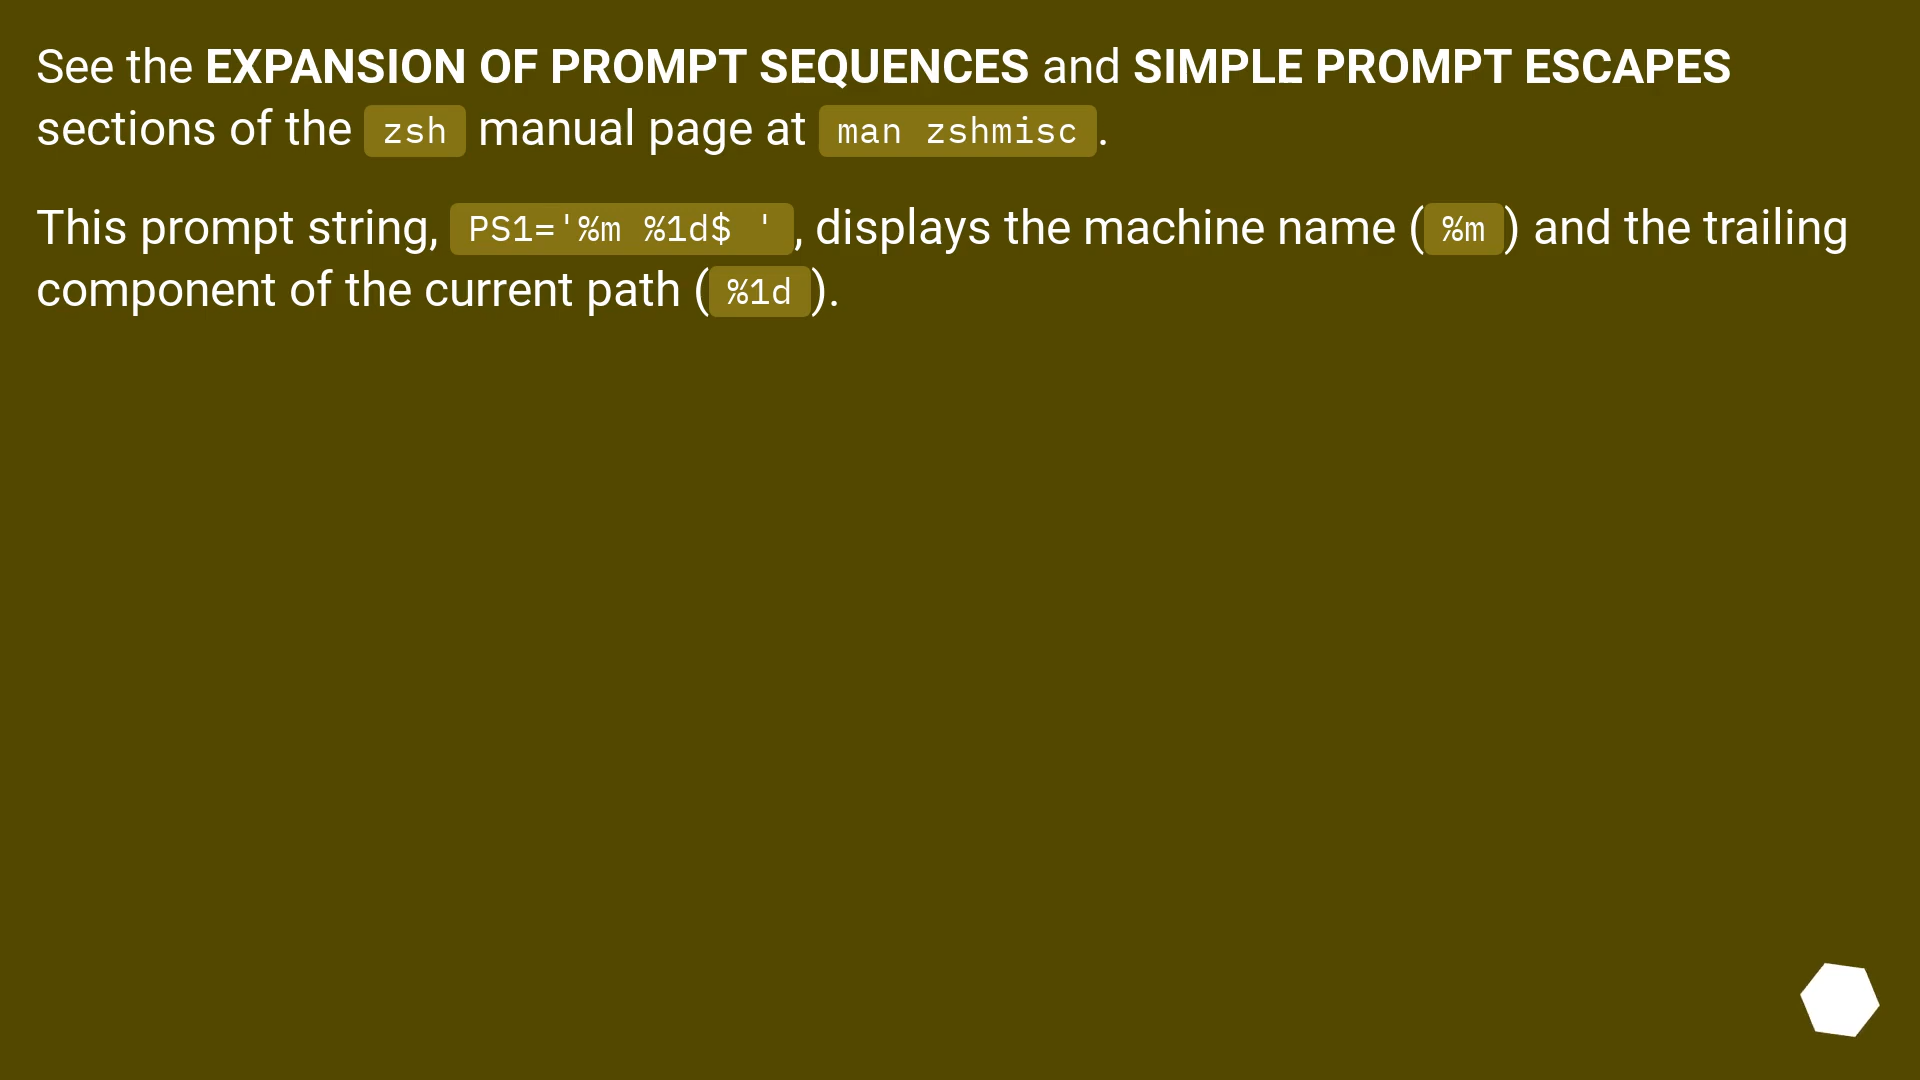 See the EXPANSION OF PROMPT SEQUENCES and SIMPLE PROMPT ESCAPES
sections of the zsh manual page at man zshmisc.
This prompt string, PS1='%m %1d$ ', displays the machine name (%m) and the trailing
component of the current path (%1d).